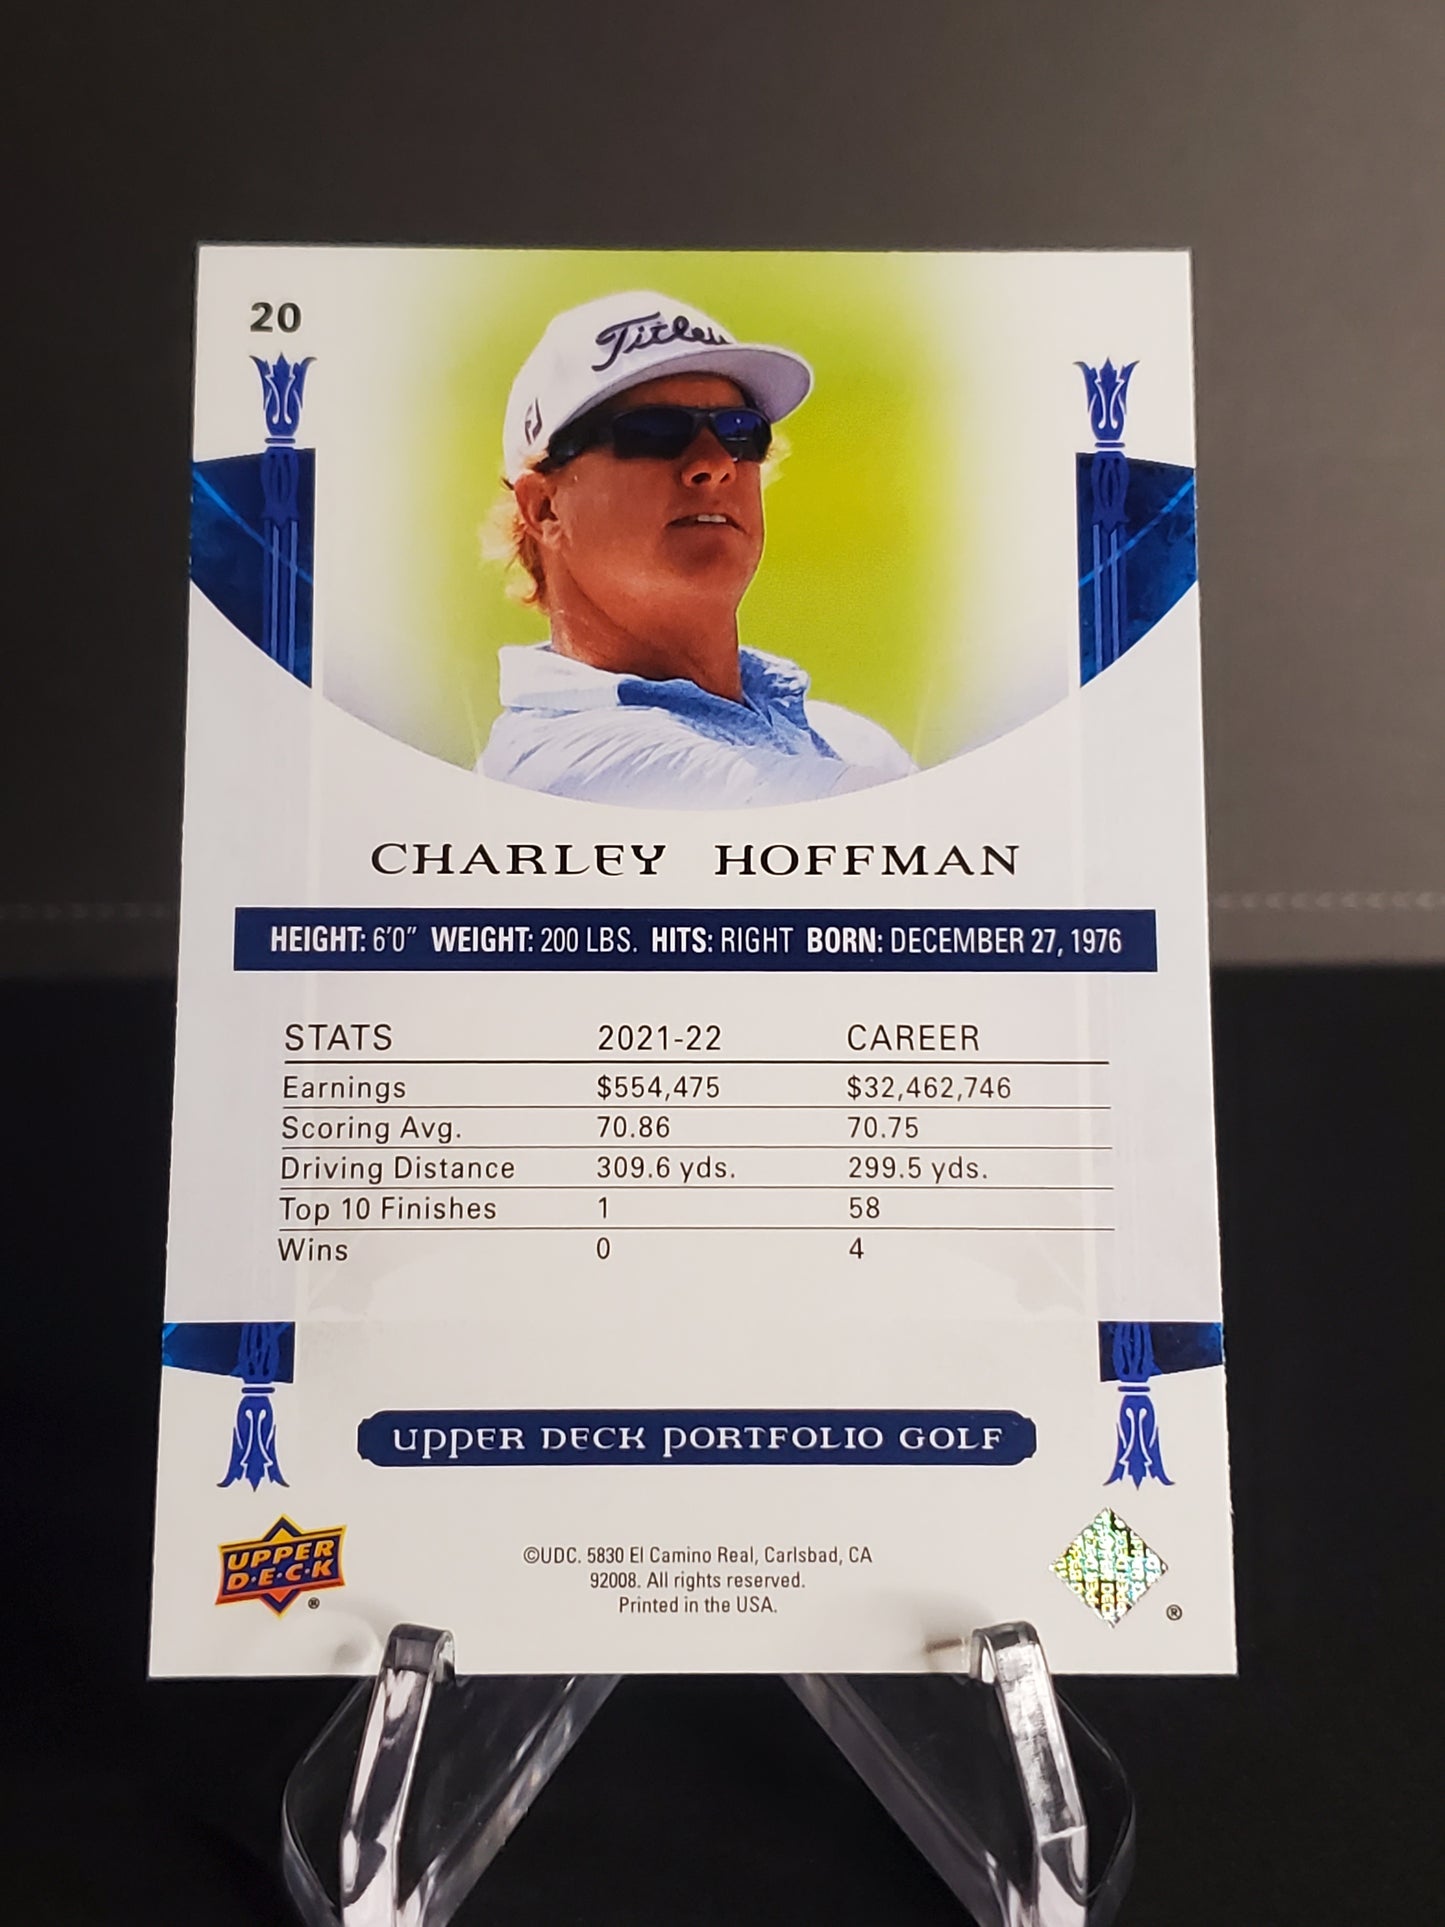 20
Titleis
CHARLEY HOFFMAN
HEIGHT: 6'0" WEIGHT: 200 LBS. HITS: RIGHT BORN: DECEMBER 27, 1976
STATS 2021-22 CAREER
Earnings $554,475 $32,462,746
Scoring Avg. 70.86 70.75
Driving Distance 309.6 yds. 299.5 yds.
Top 10 Finishes 1 58
Wins 0 4
UPPER DECK PORTFOLIO GOLF
UPPER
D•E•C•K ®
©UDC. 5830 El Camino Real, Carlsbad, CA
92008. All rights reserved.
Printed in the USA.
®